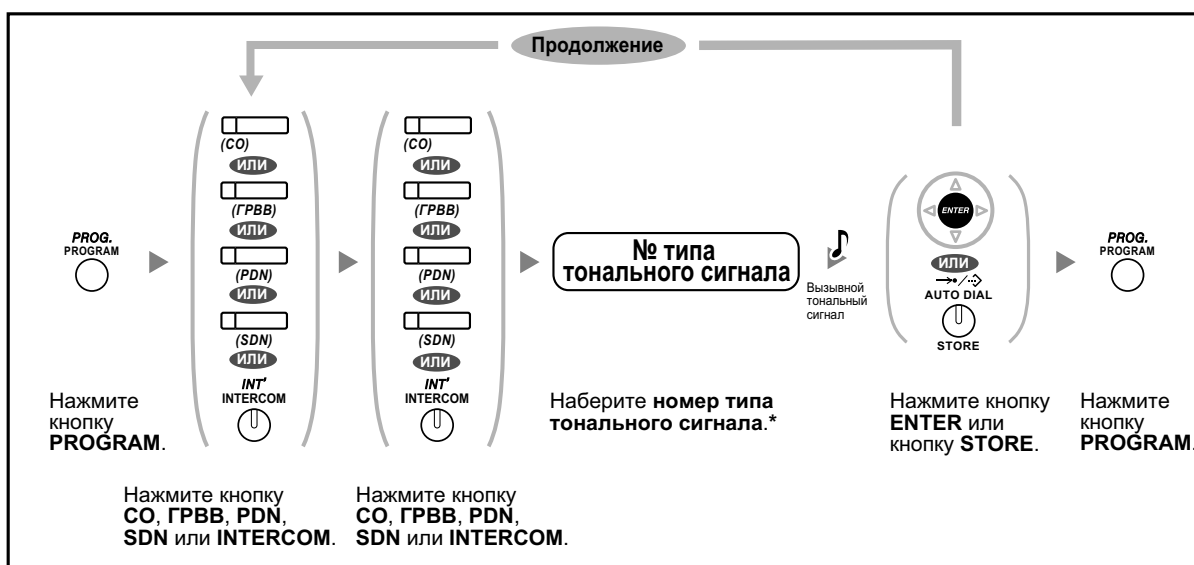 Продолжение
PROG.
PROGRAM
(CO)
ИЛИ
(ГРВВ)
ИЛИ
(PDN)
ИЛИ
(SDN)
ИЛИ
INT'
INTERCOM
(CO)
ИЛИ
(ГРВВ)
ИЛИ
(PDN)
ИЛИ
(SDN)
ИЛИ
INT'
INTERCOM
№ типа
тонального сигнала
Вызывной
тональный
сигнал
ENTER
ИЛИ
AUTO DIAL
STORE
PROG.
PROGRAM
Нажмите
кнопку
PROGRAM.
Нажмите кнопку
CO, ГРВВ, PDN,
SDN или INTERCOM.
Нажмите кнопку
CO, ГРВВ, PDN,
SDN или INTERCOM.
Наберите номер типа
тонального сигнала.*
Нажмите кнопку
ENTER или
кнопку STORE.
Нажмите
кнопку
PROGRAM.